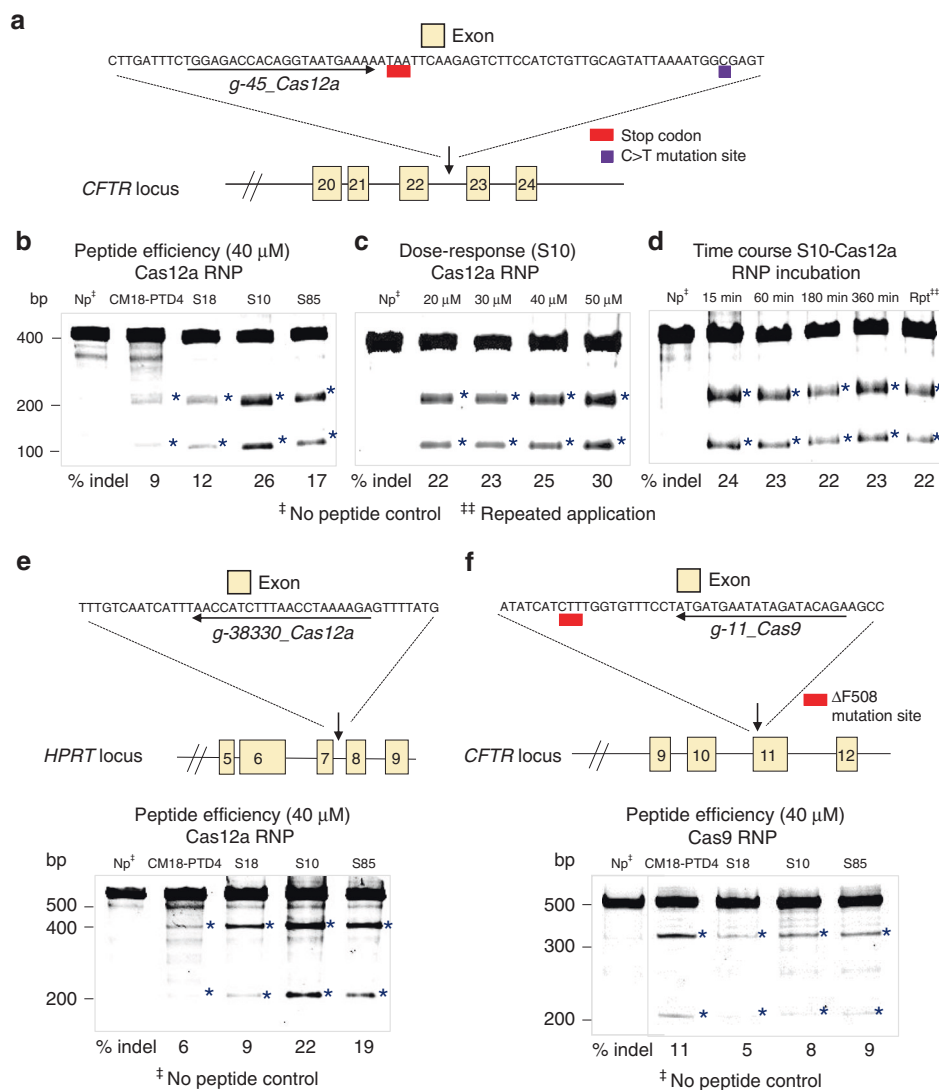 a
Exon
CTTGATTTCTGGAGACCACAGGTAATGAAAAATAATTCAAGAGTCTTCCATCTGTTGCAGTATTAAAATGGCGAGT
g-45_Cas12a
Stop codon
C>T mutation site
CFTR locus
20 21 22 23 24
b
Peptide efficiency (40 μM)
Cas12a RNP
bp
Np‡ CM18-PTD4 S18 S10 S85
400
200
100
* * * *
* * * *
% indel 9 12 26 17
c
Dose-response (S10)
Cas12a RNP
Np‡ 20 μM 30 μM 40 μM 50 μM
* * * *
* * * *
22 23 25 30
d
Time course S10-Cas12a
RNP incubation
Np‡ 15 min 60 min 180 min 360 min Rpt‡‡
* * * * *
* * * * *
% indel 24 23 22 23 22
‡ No peptide control ‡‡ Repeated application
e
Exon
TTTGTCAATCATTTAACCATCTTTAACCTAAAAGAGTTTTATG
g-38330_Cas12a
HPRT locus
5 6 7 8 9
Peptide efficiency (40 μM)
Cas12a RNP
bp
Np‡ CM18-PTD4 S18 S10 S85
500
400
200
* * * *
* * * *
% indel 6 9 22 19
‡ No peptide control
f
Exon
ATATCATCTTTGGTGTTTCCTATGATGAATATAGATACAGAAGCC
g-11_Cas9
ΔF508
mutation site
CFTR locus
9 10 11 12
Peptide efficiency (40 μM)
Cas9 RNP
bp
Np‡ CM18-PTD4 S18 S10 S85
500
300
200
* * * *
* * * *
% indel 11 5 8 9
‡ No peptide control